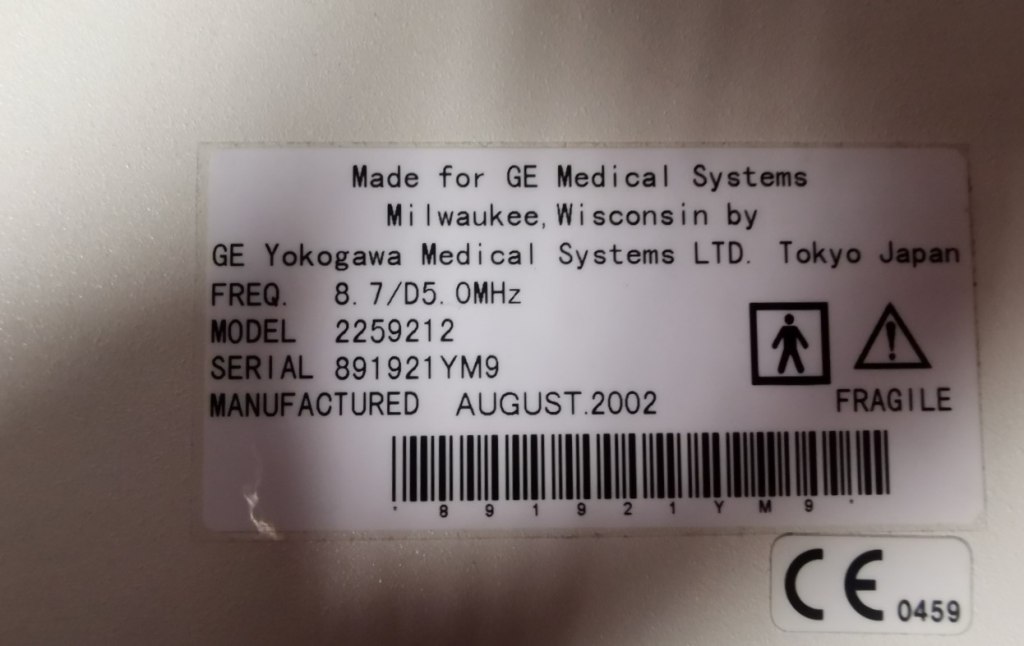 Made for GE Medical Systems
Milwaukee, Wisconsin by
GE Yokogawa Medical Systems LTD. Tokyo Japan
FREQ. 8.7/D5.0MHz
MODEL 2259212
SERIAL 891921YM9
MANUFACTURED AUGUST.2002
FRAGILE
*891921YM9*
CE 0459